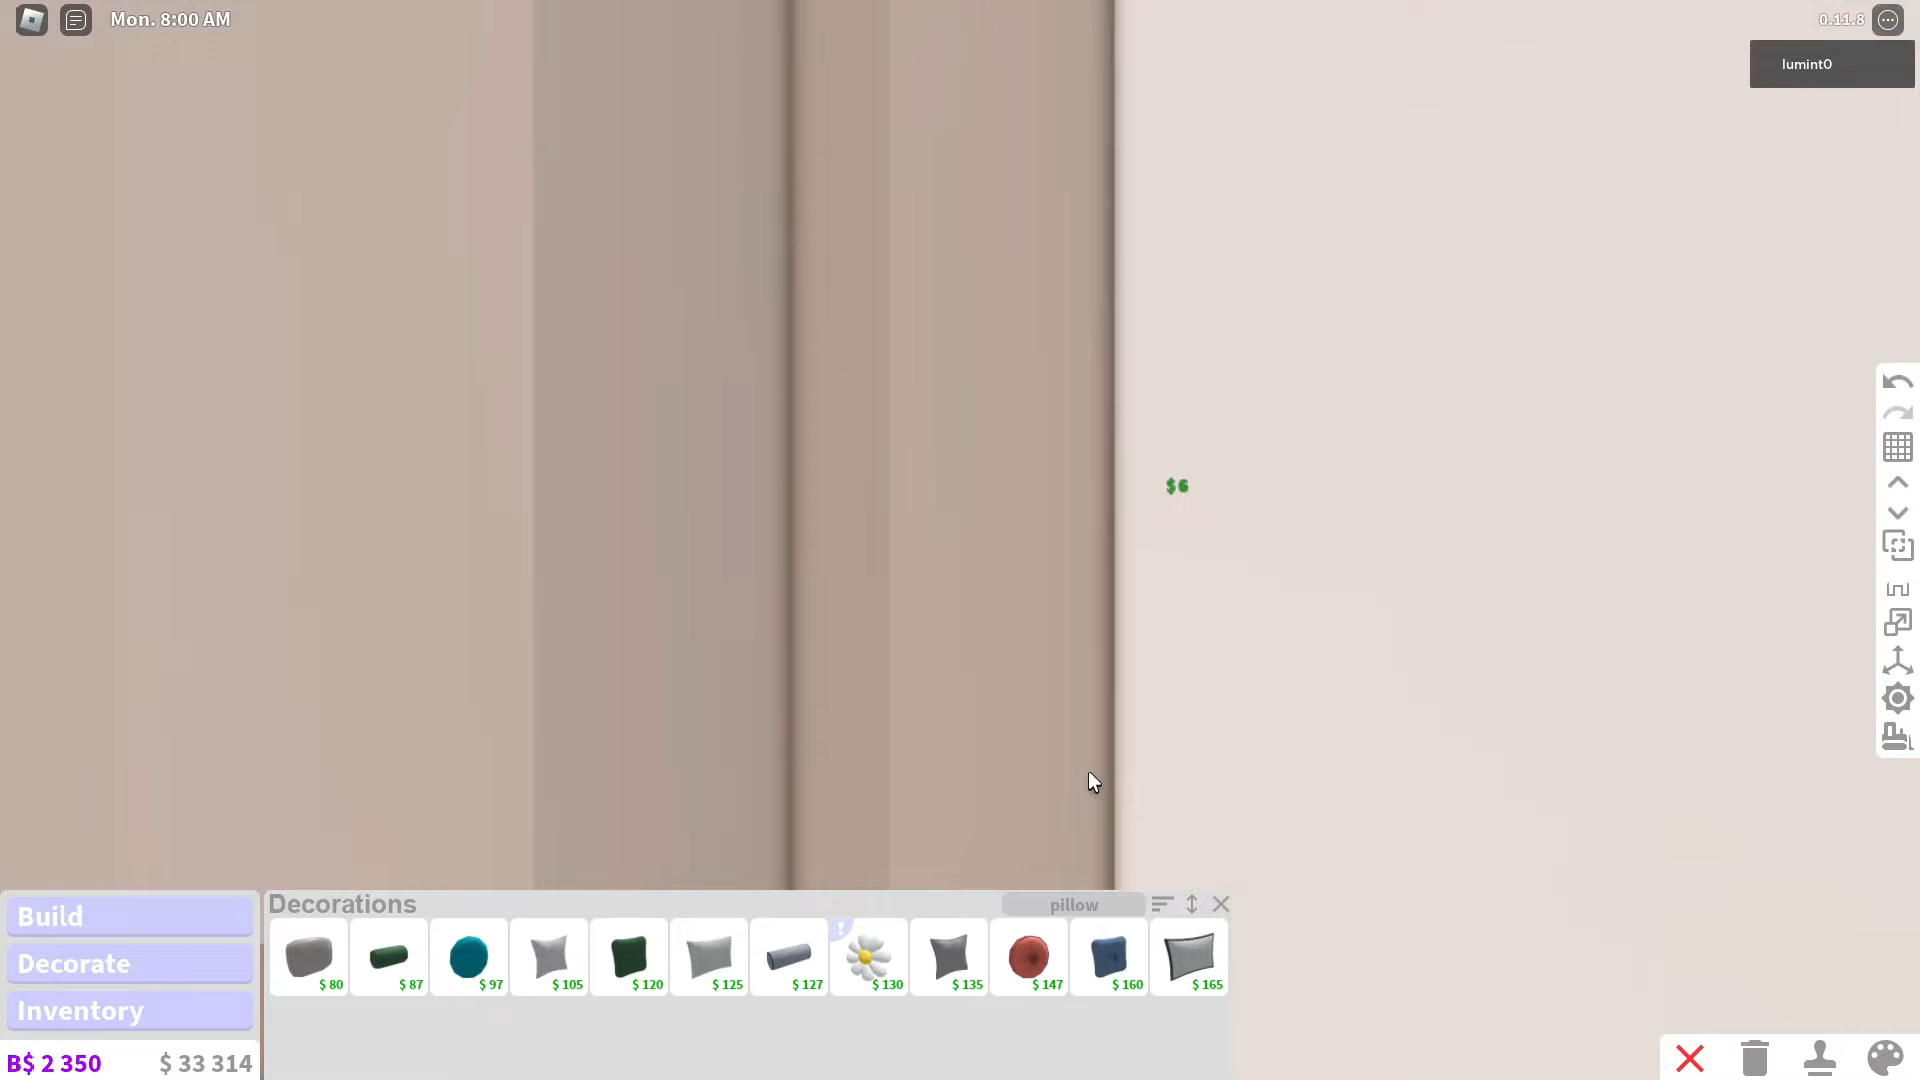 Mon. 8:00 AM
0.11.8
lumint0
$6
Decorations
pillow
$ 80
$ 87
$ 97
$ 105
$ 120
$ 125
$ 127
$ 130
$ 135
$ 147
$ 160
$ 165
Build
Decorate
Inventory
B$ 2 350
$ 33 314